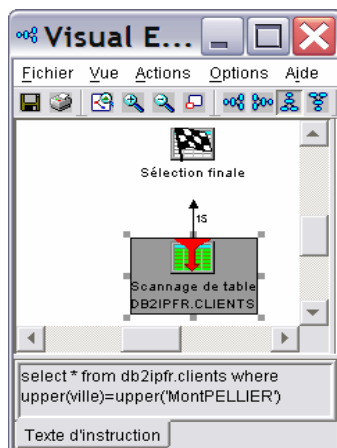 Visual E...
Fichier Vue Actions Options Aide
Sélection finale
15
Scannage de table
DB2IPFR.CLIENTS
select * from db2ipfr.clients where
upper(ville)=upper('MontPELLIER')
Texte d'instruction